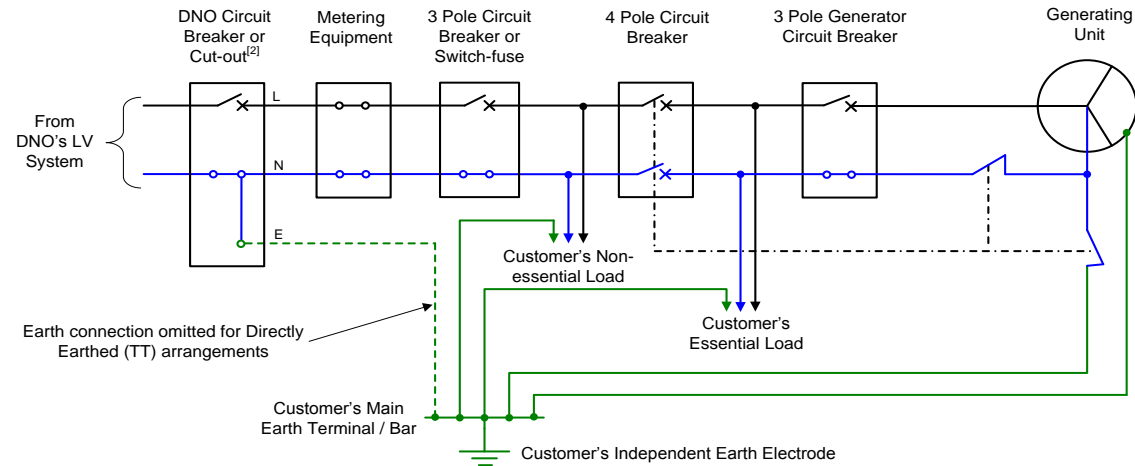 DNO Circuit
Breaker or
Cut-out[2]
Metering
Equipment
3 Pole Circuit
Breaker or
Switch-fuse
4 Pole Circuit
Breaker
3 Pole Generator
Circuit Breaker
Generating
Unit
L
From
DNO's LV
System
N
E
Customer's Non-
essential Load
Customer's
Essential Load
Earth connection omitted for Directly
Earthed (TT) arrangements
Customer's Main
Earth Terminal / Bar
Customer's Independent Earth Electrode